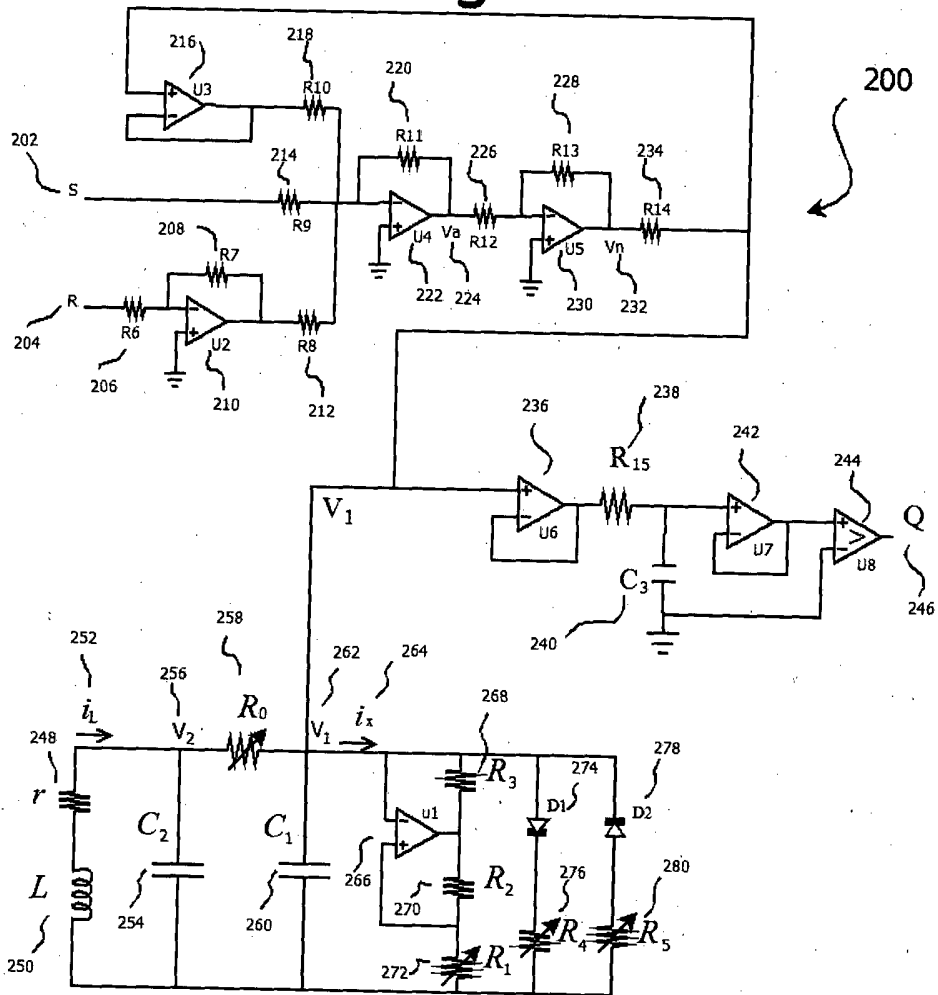 g
216
U3
218
R10
220
R11
228
R13
200
202
S
214
R9
226
R12
234
R14
U4
Va
U5
Vn
222
224
230
232
208
R7
R
R6
U2
R8
204
206
210
212
236
238
R15
242
244
V1
U6
U7
U8
Q
C3
240
246
252
256
258
262
264
268
iL
V2
R0
V1
ix
R3
274
278
248
r
C2
C1
u1
D1
D2
266
270
R2
276
280
L
254
260
R4
R5
250
272
R1